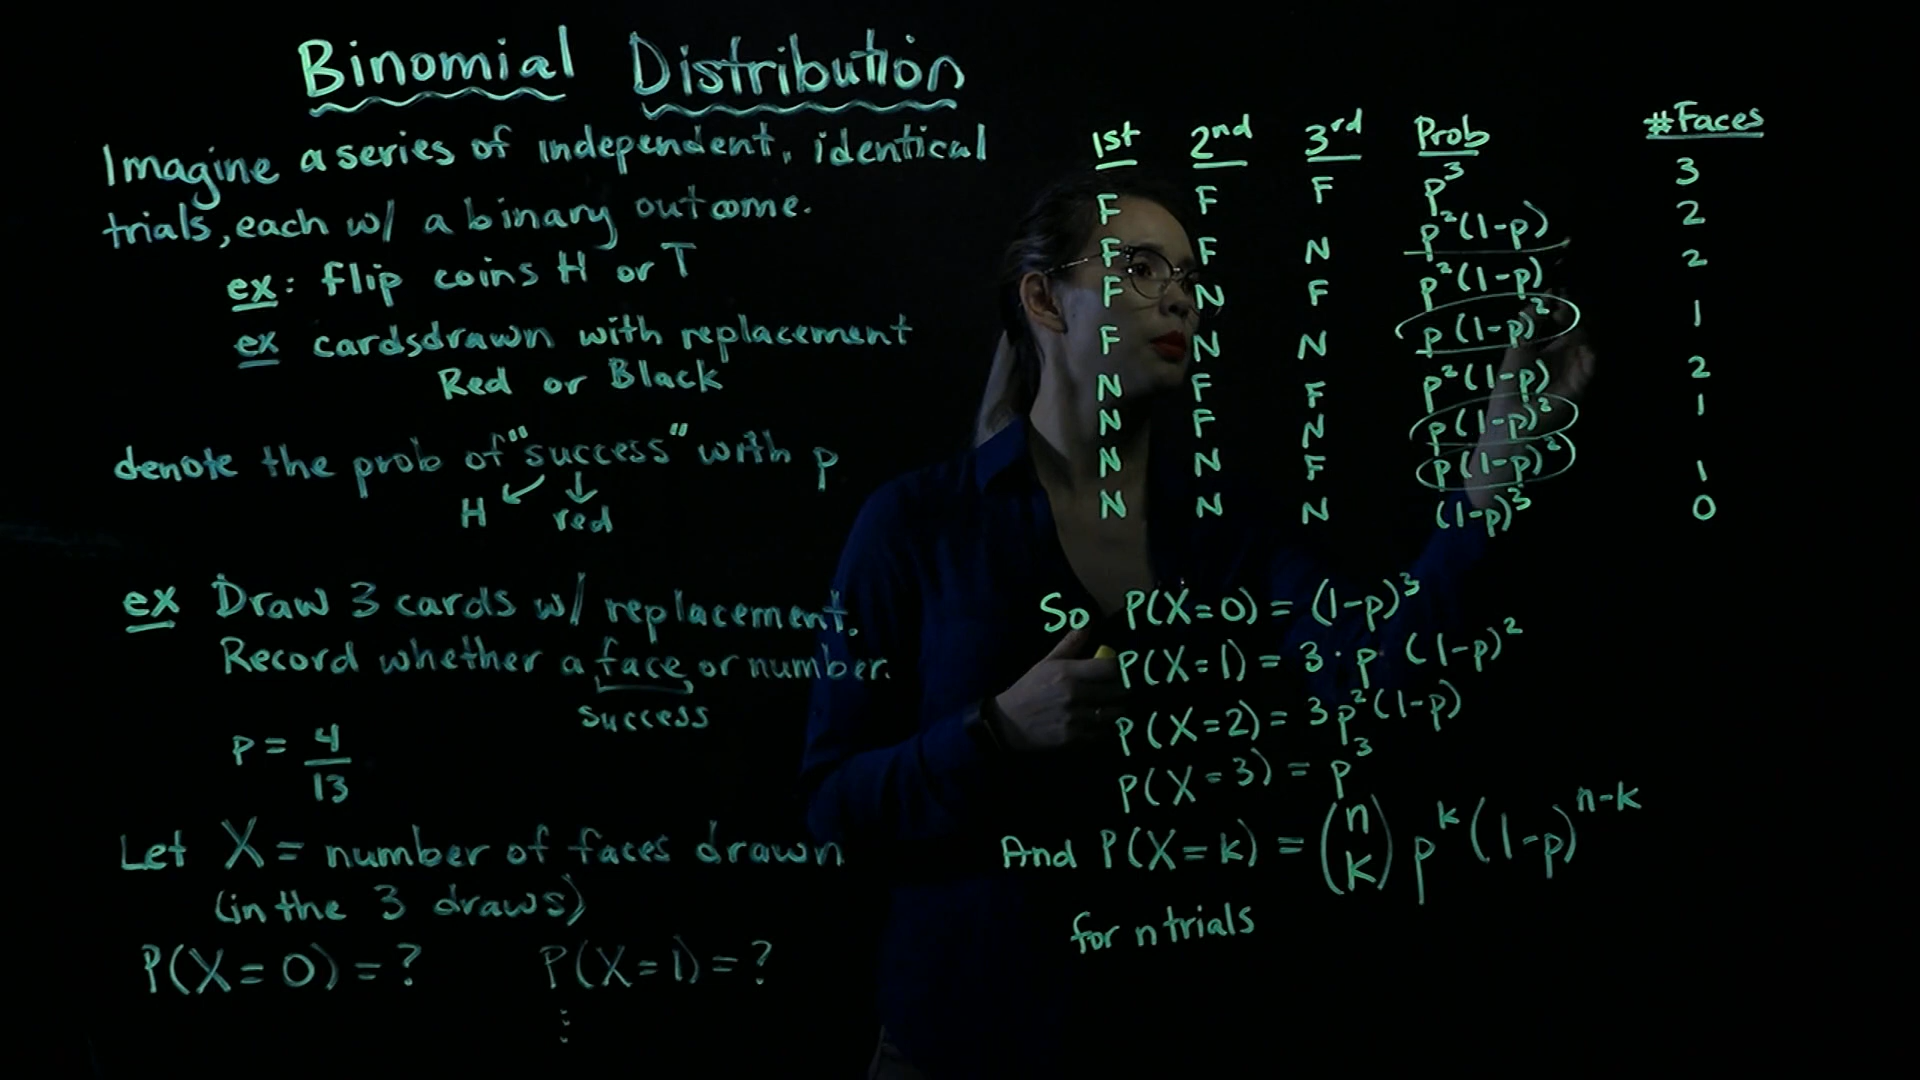 Binomial Distribution
Imagine a series of independent, identical
trials, each w/ a binary outcome.
ex: flip coins H or T
ex cardsdrawn with replacement
Red or Black
denote the prob of "success" with p
H red
ex Draw 3 cards w/ replacement.
Record whether a face or number.
success
p = 4/13
Let X = number of faces drawn
(in the 3 draws)
P(X=0) = ? P(X=1) = ?
⋮
1st 2nd 3rd Prob #Faces
F F F p³ 3
F F N p²(1-p) 2
F N F p²(1-p) 2
F N N p(1-p)² 1
N F F p²(1-p) 2
N F N p(1-p)² 1
N N F p(1-p)² 1
N N N (1-p)³ 0
So P(X=0) = (1-p)³
P(X=1) = 3·p (1-p)²
P(X=2) = 3p²(1-p)
P(X=3) = p³
And P(X=k) = (n k) p^k (1-p)^n-k
for n trials